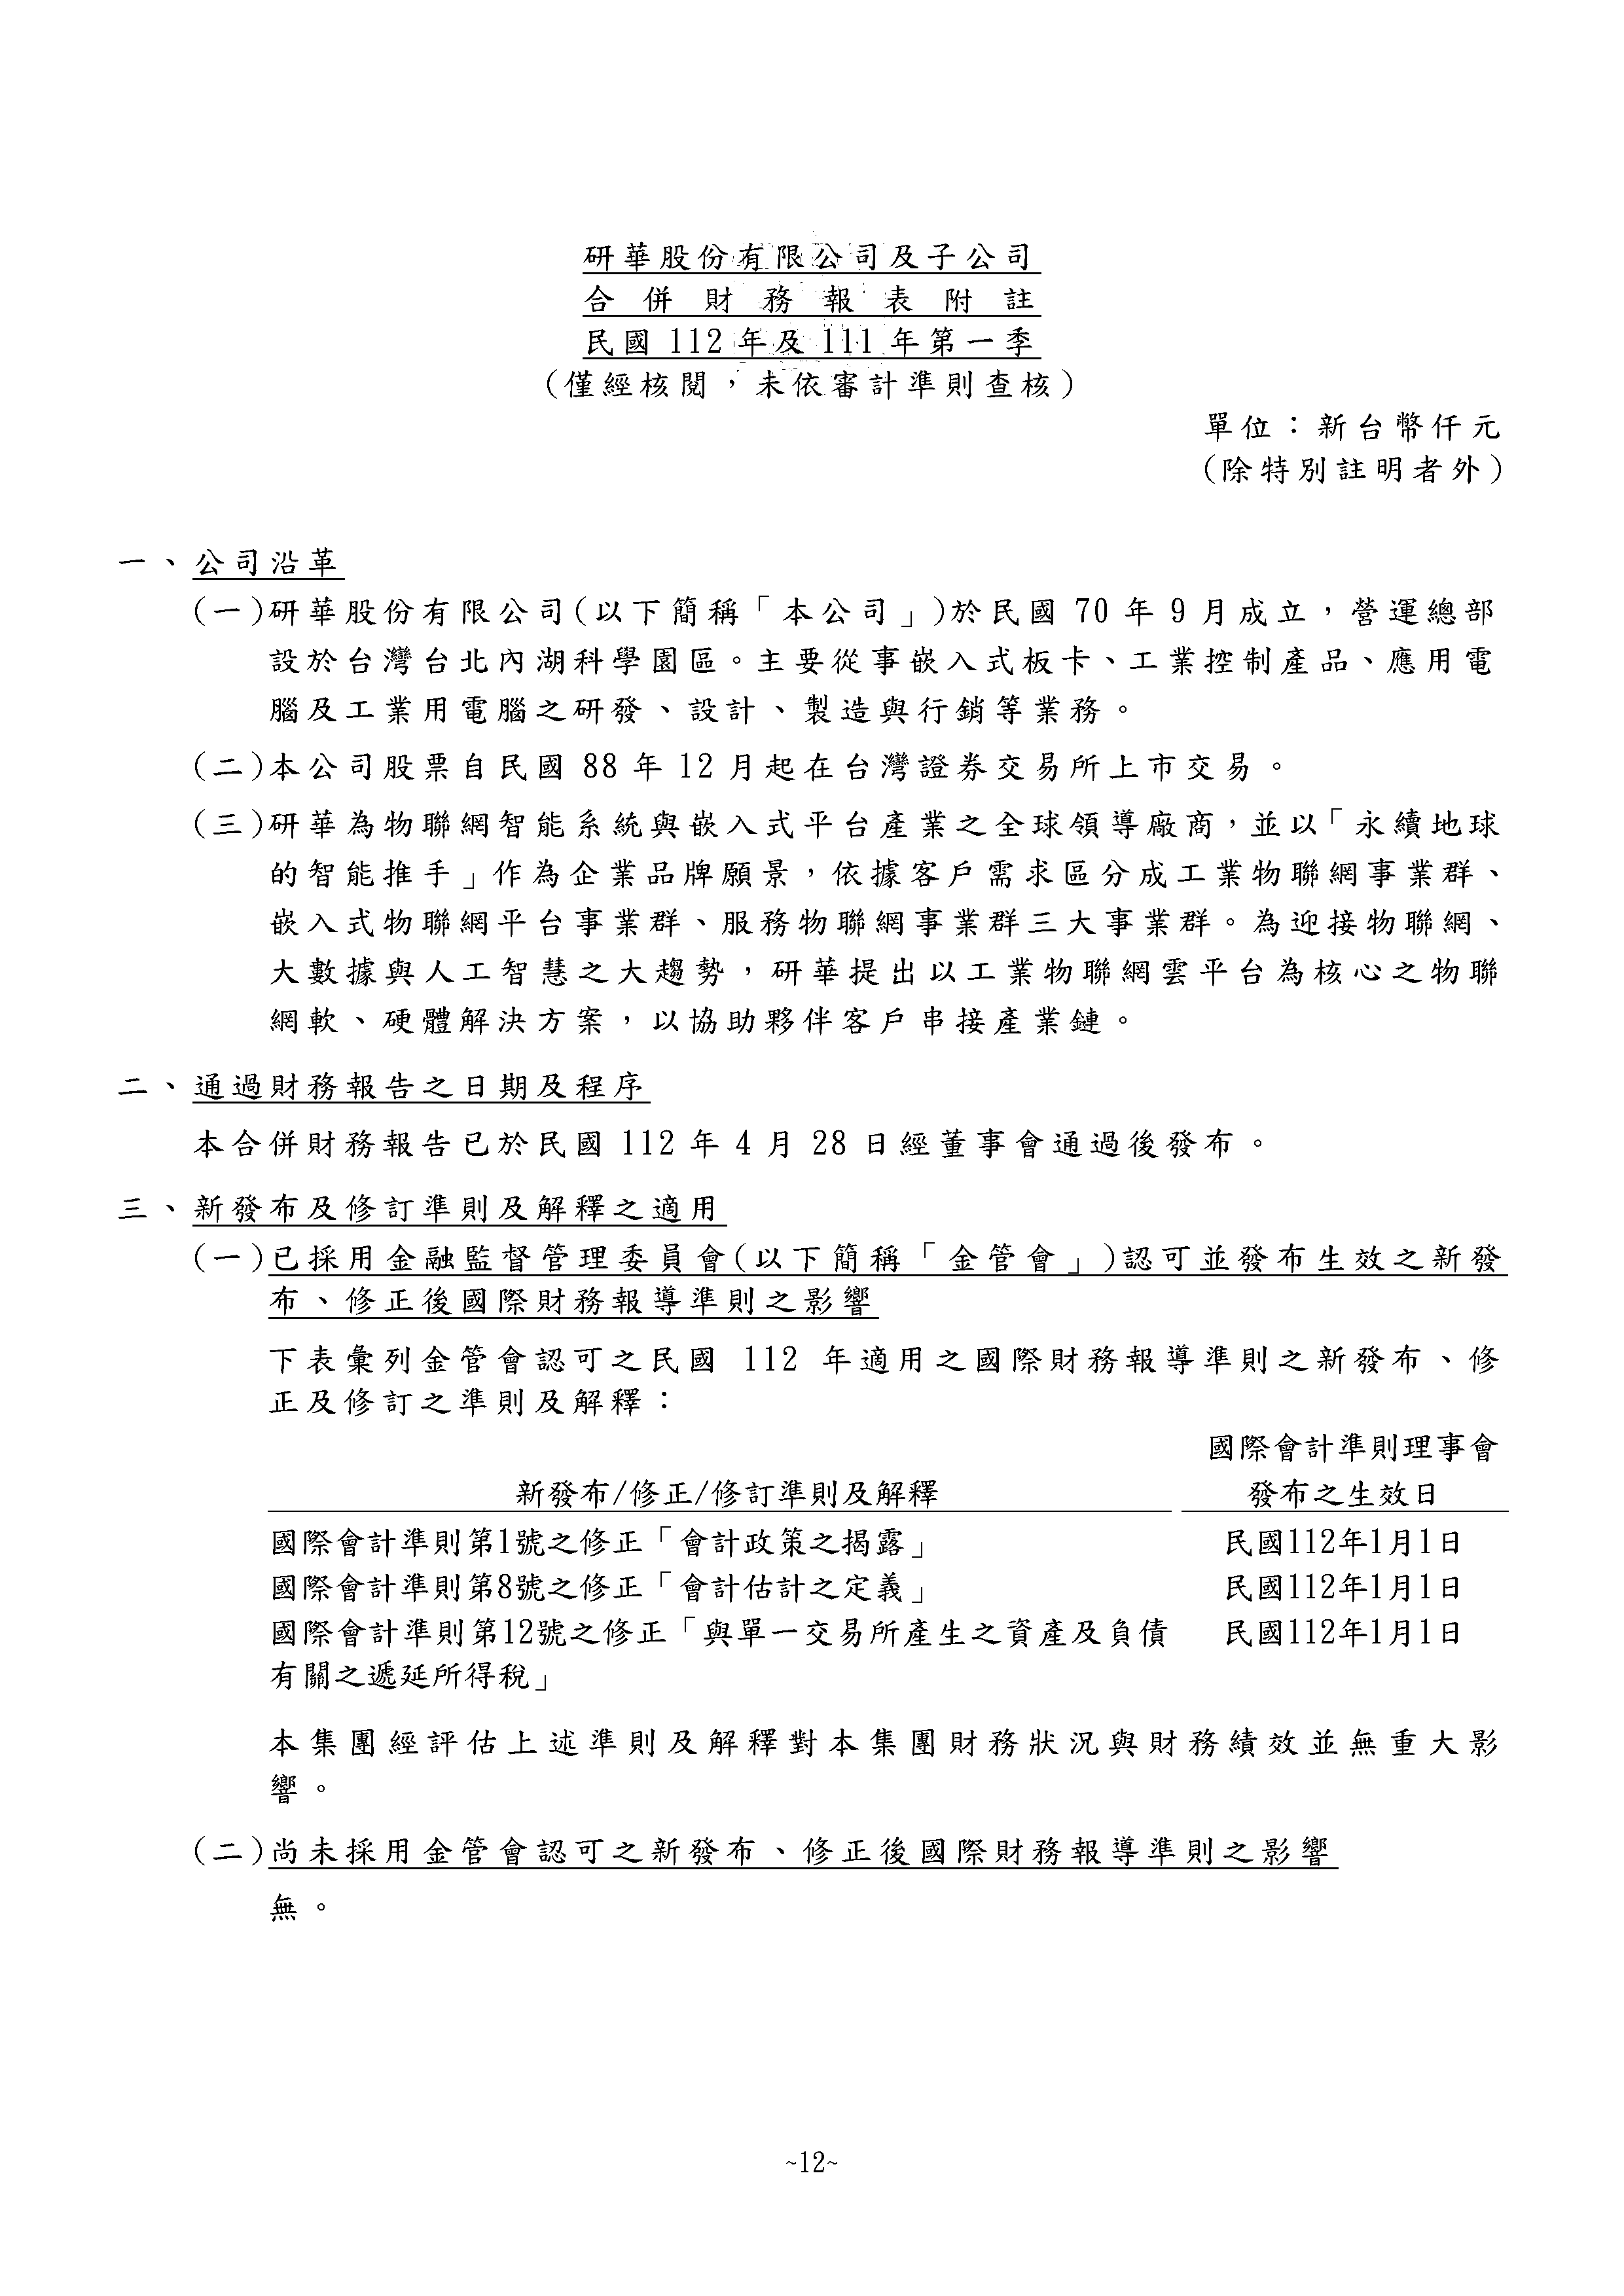 研華股份有限公司及子公司
合併財務報表附註
民國 112 年及 111 年第一季
(僅經核閱，未依審計準則查核)
單位：新台幣仟元
(除特別註明者外)
一、公司沿革
(一)研華股份有限公司(以下簡稱「本公司」)於民國 70 年 9 月成立，營運總部
設於台灣台北內湖科學園區。主要從事嵌入式板卡、工業控制產品、應用電
腦及工業用電腦之研發、設計、製造與行銷等業務。
(二)本公司股票自民國 88 年 12 月起在台灣證券交易所上市交易。
(三)研華為物聯網智能系統與嵌入式平台產業之全球領導廠商，並以「永續地球
的智能推手」作為企業品牌願景，依據客戶需求區分成工業物聯網事業群、
嵌入式物聯網平台事業群、服務物聯網事業群三大事業群。為迎接物聯網、
大數據與人工智慧之大趨勢，研華提出以工業物聯網雲平台為核心之物聯
網軟、硬體解決方案，以協助夥伴客戶串接產業鏈。
二、通過財務報告之日期及程序
本合併財務報告已於民國 112 年 4 月 28 日經董事會通過後發布。
三、新發布及修訂準則及解釋之適用
(一)已採用金融監督管理委員會(以下簡稱「金管會」)認可並發布生效之新發
布、修正後國際財務報導準則之影響
下表彙列金管會認可之民國 112 年適用之國際財務報導準則之新發布、修
正及修訂之準則及解釋：
國際會計準則理事會
新發布/修正/修訂準則及解釋 發布之生效日
國際會計準則第1號之修正「會計政策之揭露」 民國112年1月1日
國際會計準則第8號之修正「會計估計之定義」 民國112年1月1日
國際會計準則第12號之修正「與單一交易所產生之資產及負債 民國112年1月1日
有關之遞延所得稅」
本集團經評估上述準則及解釋對本集團財務狀況與財務績效並無重大影
響。
(二)尚未採用金管會認可之新發布、修正後國際財務報導準則之影響
無。
~12~